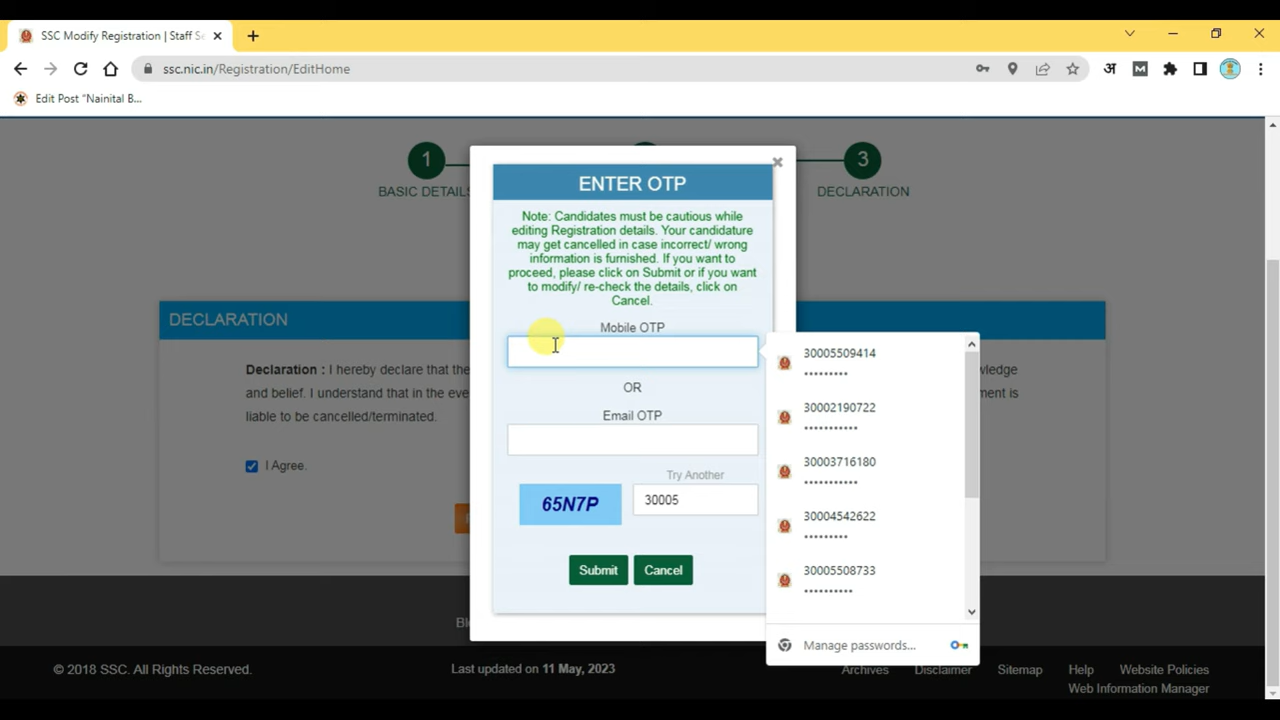 SSC Modify Registration | Staff Se
ssc.nic.in/Registration/EditHome
अ
M
Edit Post "Nainital B...
1
3
BASIC DETAILS
DECLARATION
ENTER OTP
Note: Candidates must be cautious while
editing Registration details. Your candidature
may get cancelled in case incorrect/ wrong
information is furnished. If you want to
proceed, please click on Submit or if you want
to modify/ re-check the details, click on
Cancel.
DECLARATION
Mobile OTP
Declaration : I hereby declare that the
and belief. I understand that in the eve
liable to be cancelled/terminated.
OR
Email OTP
I Agree.
Try Another
65N7P
30005
Submit
Cancel
30005509414
•••••••••
30002190722
•••••••••••
30003716180
•••••••••••
30004542622
•••••••••
30005508733
••••••••••
Manage passwords...
wledge
ment is
© 2018 SSC. All Rights Reserved.
Last updated on 11 May, 2023
Archives
Disclaimer
Sitemap
Help
Website Policies
Web Information Manager